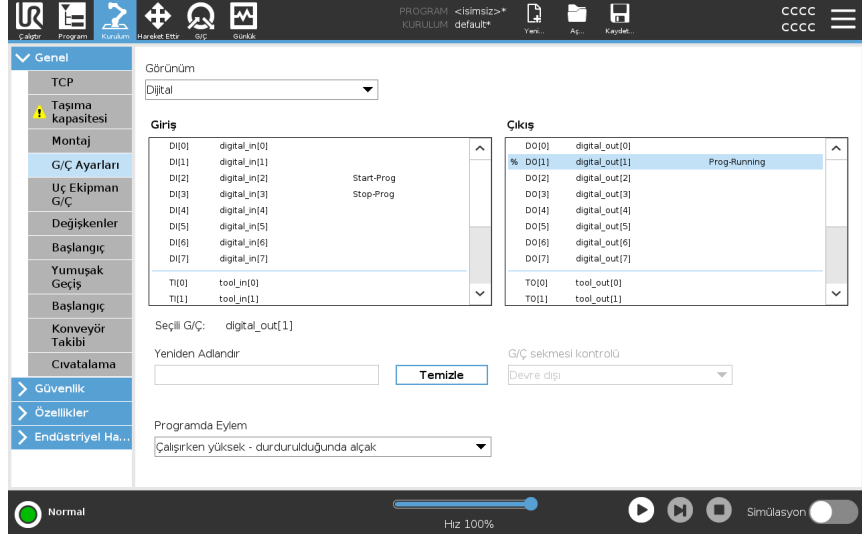 UR
PROGRAM <isimsiz>*
KURULUM default*
CCCC
CCCC
Çalıştır Program Kurulum Hareket Ettir G/Ç Günlük Yeni... Aç... Kaydet...
Genel
TCP
Taşıma
kapasitesi
Montaj
G/Ç Ayarları
Uç Ekipman
G/Ç
Değişkenler
Başlangıç
Yumuşak
Geçiş
Başlangıç
Konveyör
Takibi
Cıvatalama
Güvenlik
Özellikler
Endüstriyel Ha...
Görünüm
Dijital
Giriş
DI[0] digital_in[0]
DI[1] digital_in[1]
DI[2] digital_in[2] Start-Prog
DI[3] digital_in[3] Stop-Prog
DI[4] digital_in[4]
DI[5] digital_in[5]
DI[6] digital_in[6]
DI[7] digital_in[7]
TI[0] tool_in[0]
TI[1] tool_in[1]
Çıkış
DO[0] digital_out[0]
% DO[1] digital_out[1] Prog-Running
DO[2] digital_out[2]
DO[3] digital_out[3]
DO[4] digital_out[4]
DO[5] digital_out[5]
DO[6] digital_out[6]
DO[7] digital_out[7]
TO[0] tool_out[0]
TO[1] tool_out[1]
Seçili G/Ç: digital_out[1]
Yeniden Adlandır
Temizle
G/Ç sekmesi kontrolü
Devre dışı
Programda Eylem
Çalışırken yüksek - durdurulduğunda alçak
Normal
Hız 100%
Simülasyon